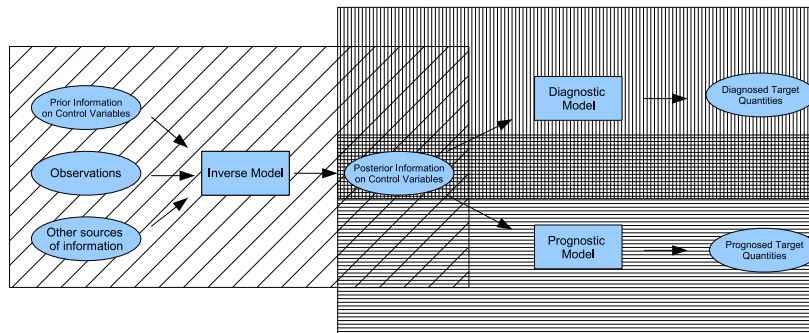 Prior Information
on Control Variables
Observations
Other sources
of information
Inverse Model
Posterior Information
on Control Variables
Diagnostic
Model
Diagnosed Target
Quantities
Prognostic
Model
Prognosed Target
Quantities